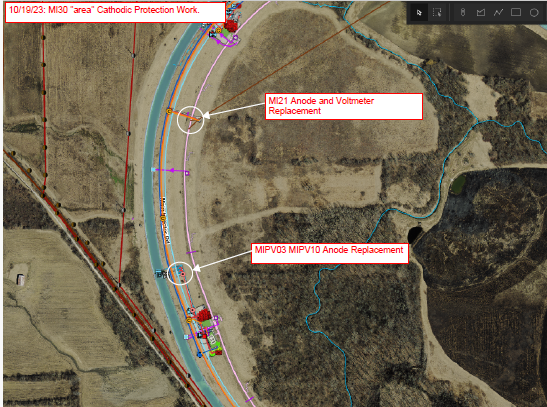 10/19/23: MI30 "area" Cathodic Protection Work.
MI21 Anode and Voltmeter
Replacement
MIPV03 MIPV10 Anode Replacement